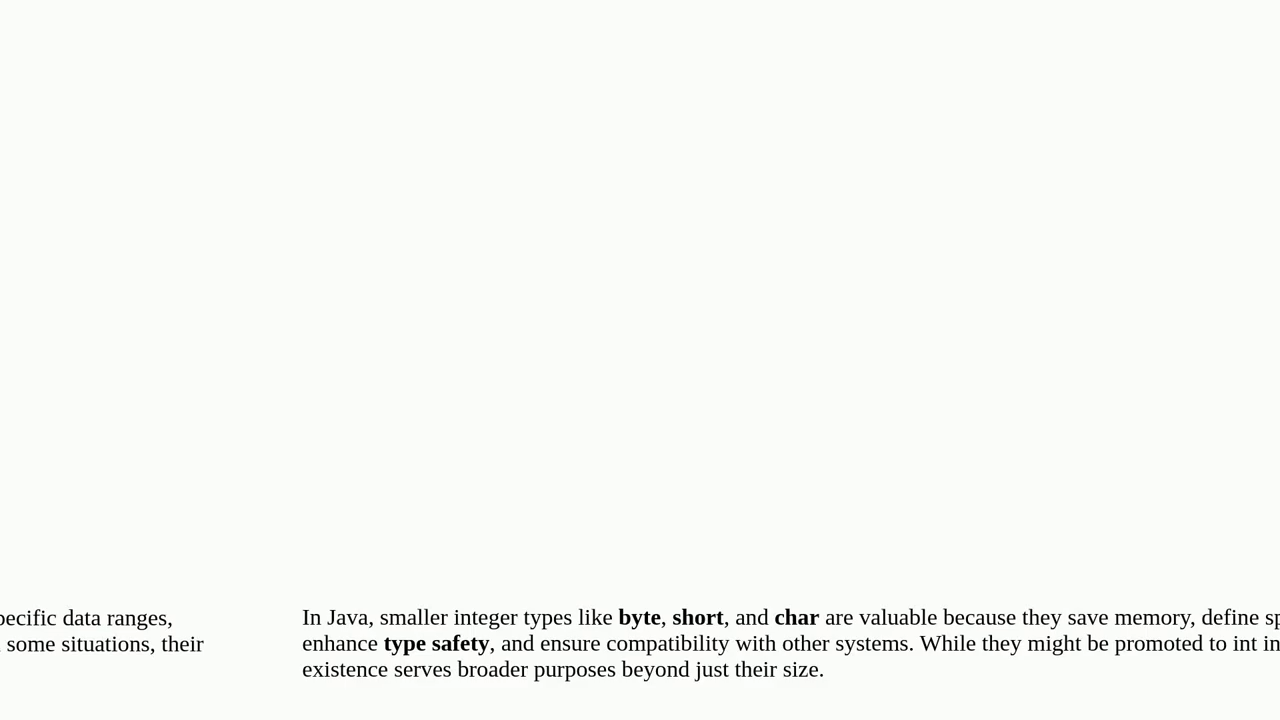 pecific data ranges,
some situations, their
In Java, smaller integer types like byte, short, and char are valuable because they save memory, define sp
enhance type safety, and ensure compatibility with other systems. While they might be promoted to int in
existence serves broader purposes beyond just their size.